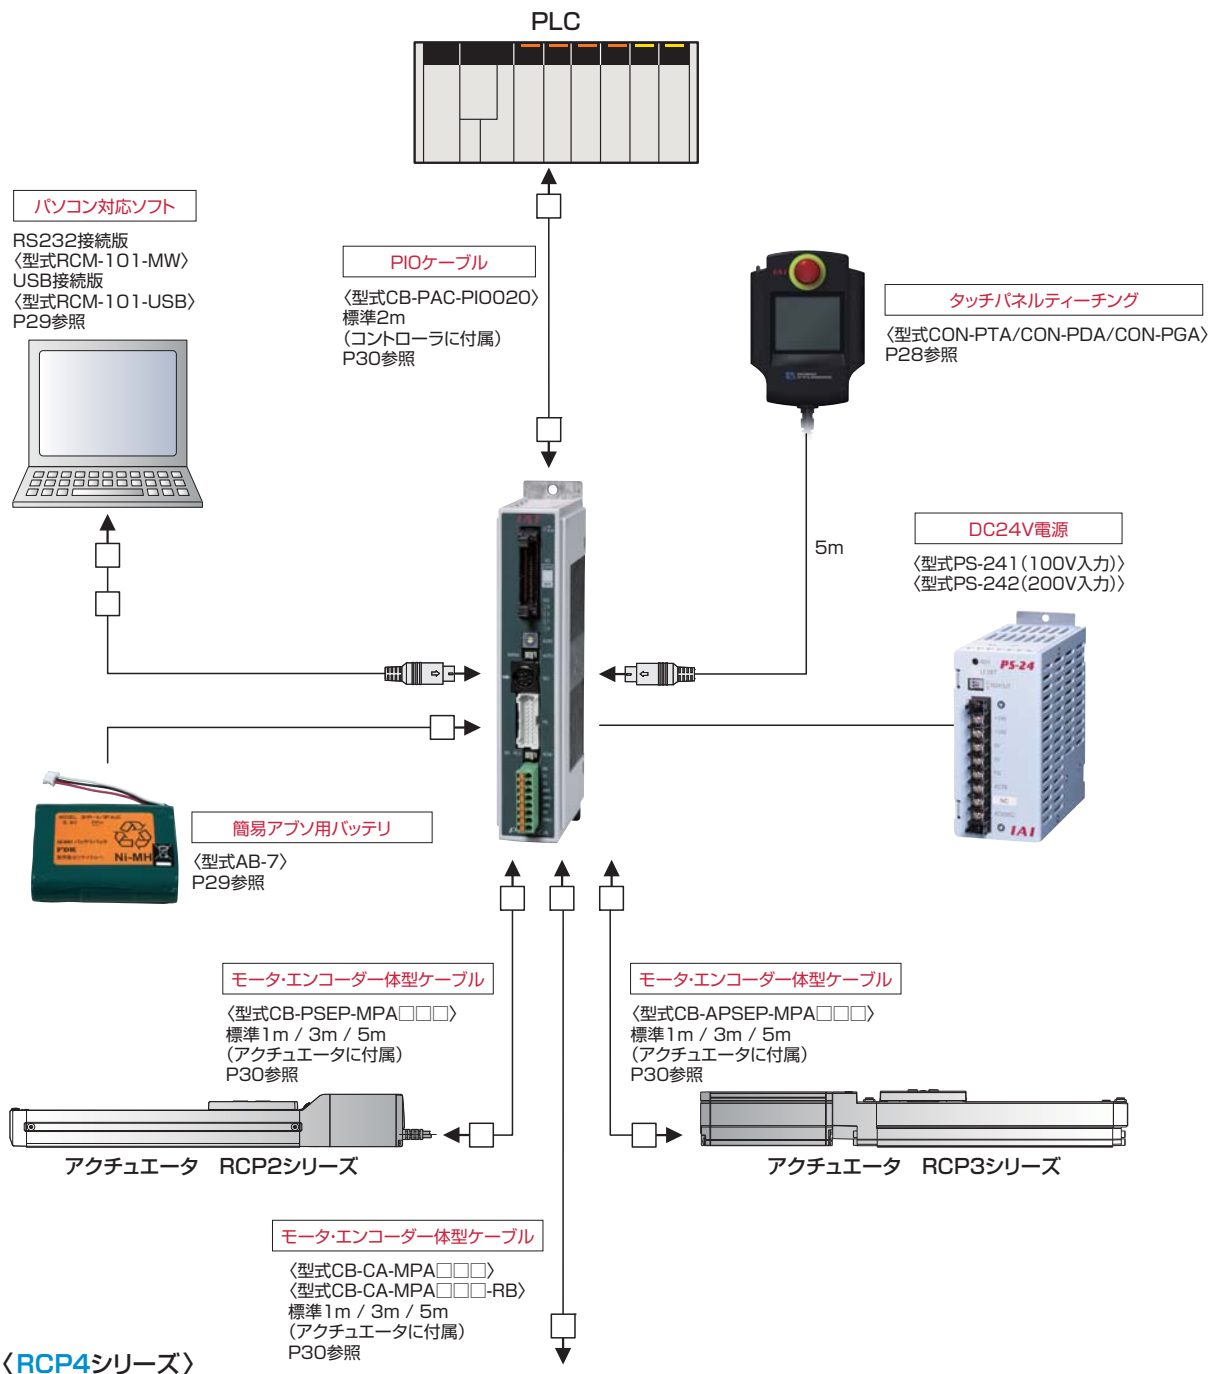 PLC
パソコン対応ソフト
RS232接続版
〈型式RCM-101-MW〉
USB接続版
〈型式RCM-101-USB〉
P29参照
PIOケーブル
〈型式CB-PAC-PIO020〉
標準2m
(コントローラに付属)
P30参照
IAI
タッチパネルティーチング
〈型式CON-PTA/CON-PDA/CON-PGA〉
P28参照
5m
IAI
DC24V電源
〈型式PS-241(100V入力)〉
〈型式PS-242(200V入力)〉
PS-24
NC
IAI
Ni-MH
簡易アブソ用バッテリ
〈型式AB-7〉
P29参照
モータ・エンコーダ一体型ケーブル
〈型式CB-PSEP-MPA□□□〉
標準1m / 3m / 5m
(アクチュエータに付属)
P30参照
モータ・エンコーダ一体型ケーブル
〈型式CB-APSEP-MPA□□□〉
標準1m / 3m / 5m
(アクチュエータに付属)
P30参照
アクチュエータ RCP2シリーズ
アクチュエータ RCP3シリーズ
モータ・エンコーダ一体型ケーブル
〈型式CB-CA-MPA□□□〉
〈型式CB-CA-MPA□□□-RB〉
標準1m / 3m / 5m
(アクチュエータに付属)
P30参照
〈RCP4シリーズ〉